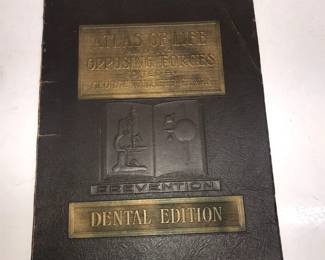 ATLAS OF LIFE
OPPOSING FORCES
PREVENTION
DENTAL EDITION